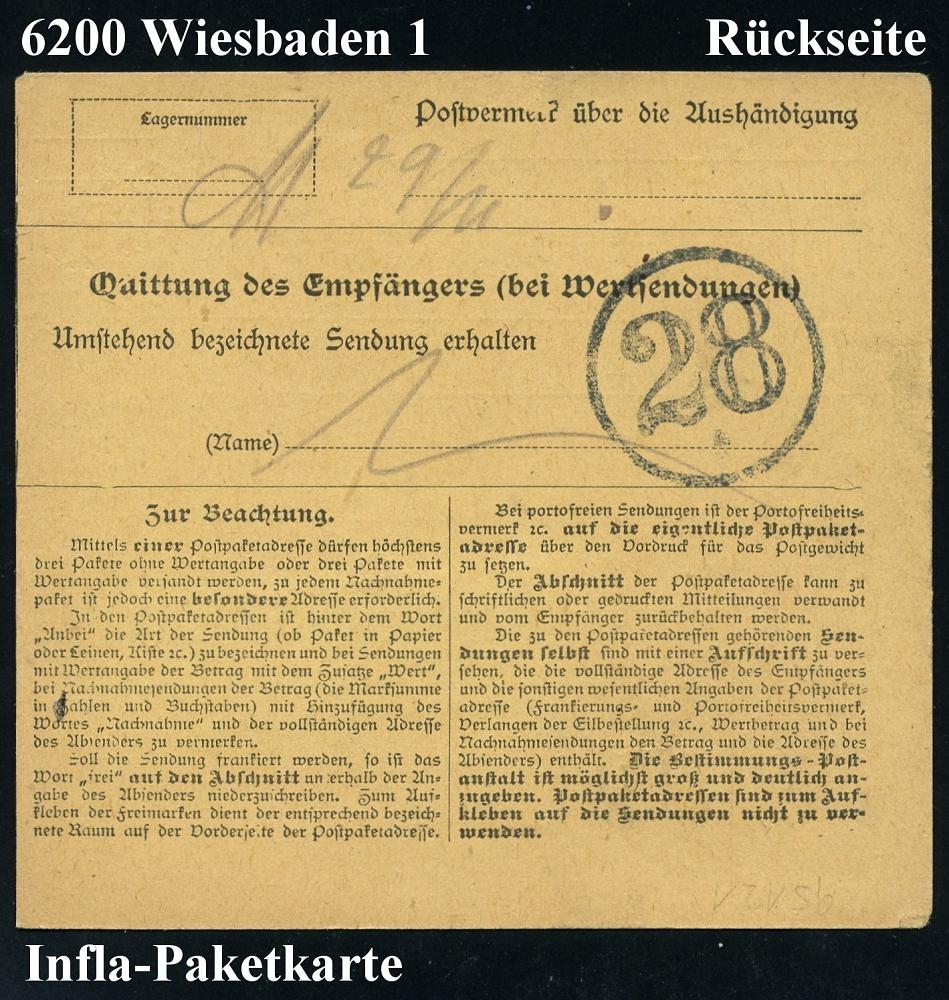 6200 Wiesbaden 1 Rückseite
Lagernummer
Postvermerk über die Aushändigung
29/11
Quittung des Empfängers (bei Wertsendungen)
28
Umstehend bezeichnete Sendung erhalten
(Name)
Zur Beachtung.
Mittels einer Postpaketadresse dürfen höchstens
drei Pakete ohne Wertangabe oder drei Pakete mit
Wertangabe versandt werden, zu jedem Nachnahme-
paket ist jedoch eine besondere Adresse erforderlich.
In den Postpaketadressen ist hinter dem Wort
„Anbei“ die Art der Sendung (ob Paket in Papier
oder Leinen, Kiste ꝛc.) zu bezeichnen und bei Sendungen
mit Wertangabe der Betrag mit dem Zusatze „Wert“,
bei Nachnahmesendungen der Betrag (die Marksumme
in Zahlen und Buchstaben) mit Hinzufügung des
Wortes „Nachnahme“ und der vollständigen Adresse
des Absenders zu vermerken.
Soll die Sendung frankiert werden, so ist das
Wort „frei“ auf den Abschnitt unterhalb der An-
gabe des Absenders niederzuschreiben. Zum Auf-
kleben der Freimarken dient der entsprechend bezeich-
nete Raum auf der Vorderseite der Postpaketadresse.
Bei portofreien Sendungen ist der Portofreiheits-
vermerk ꝛc. auf die eigentliche Postpaket-
adresse über den Vordruck für das Postgewicht
zu setzen.
Der Abschnitt der Postpaketadresse kann zu
schriftlichen oder gedruckten Mitteilungen verwandt
und vom Empfänger zurückbehalten werden.
Die zu den Postpaketadressen gehörenden Sen-
dungen selbst sind mit einer Aufschrift zu ver-
sehen, die die vollständige Adresse des Empfängers
und die sonstigen wesentlichen Angaben der Postpaket-
adresse (Frankierungs- und Portofreiheitsvermerk,
Verlangen der Eilbestellung ꝛc., Wertbetrag und bei
Nachnahmesendungen den Betrag und die Adresse des
Absenders) enthält. Die Bestimmungs-Post-
anstalt ist möglichst groß und deutlich an-
zugeben. Postpaketadressen sind zum Auf-
kleben auf die Sendungen nicht zu ver-
wenden.
Infla-Paketkarte